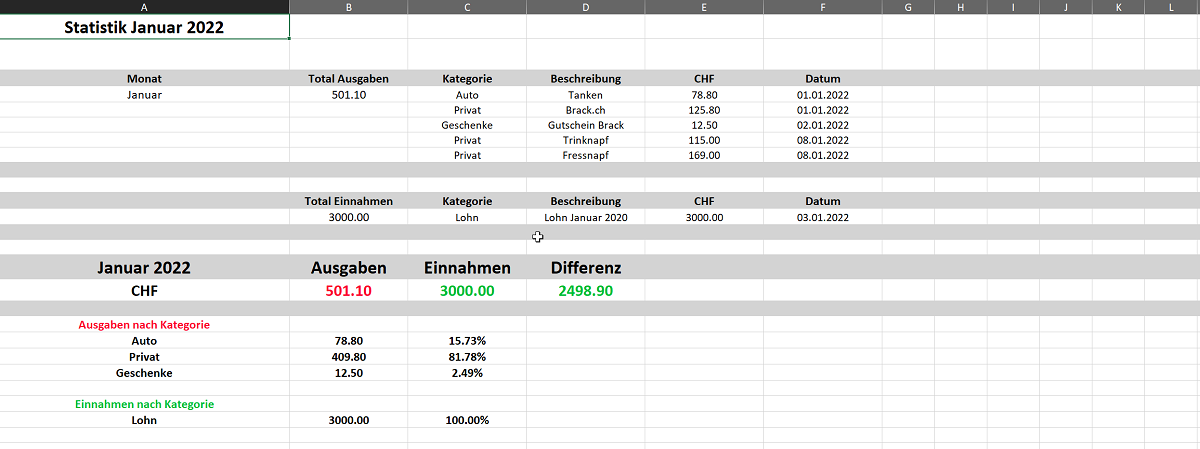 A B C D E F G H I J K L
Statistik Januar 2022
Monat Total Ausgaben Kategorie Beschreibung CHF Datum
Januar 501.10 Auto Tanken 78.80 01.01.2022
Privat Brack.ch 125.80 01.01.2022
Geschenke Gutschein Brack 12.50 02.01.2022
Privat Trinknapf 115.00 08.01.2022
Privat Fressnapf 169.00 08.01.2022
Total Einnahmen Kategorie Beschreibung CHF Datum
3000.00 Lohn Lohn Januar 2020 3000.00 03.01.2022
Januar 2022 Ausgaben Einnahmen Differenz
CHF 501.10 3000.00 2498.90
Ausgaben nach Kategorie
Auto 78.80 15.73%
Privat 409.80 81.78%
Geschenke 12.50 2.49%
Einnahmen nach Kategorie
Lohn 3000.00 100.00%